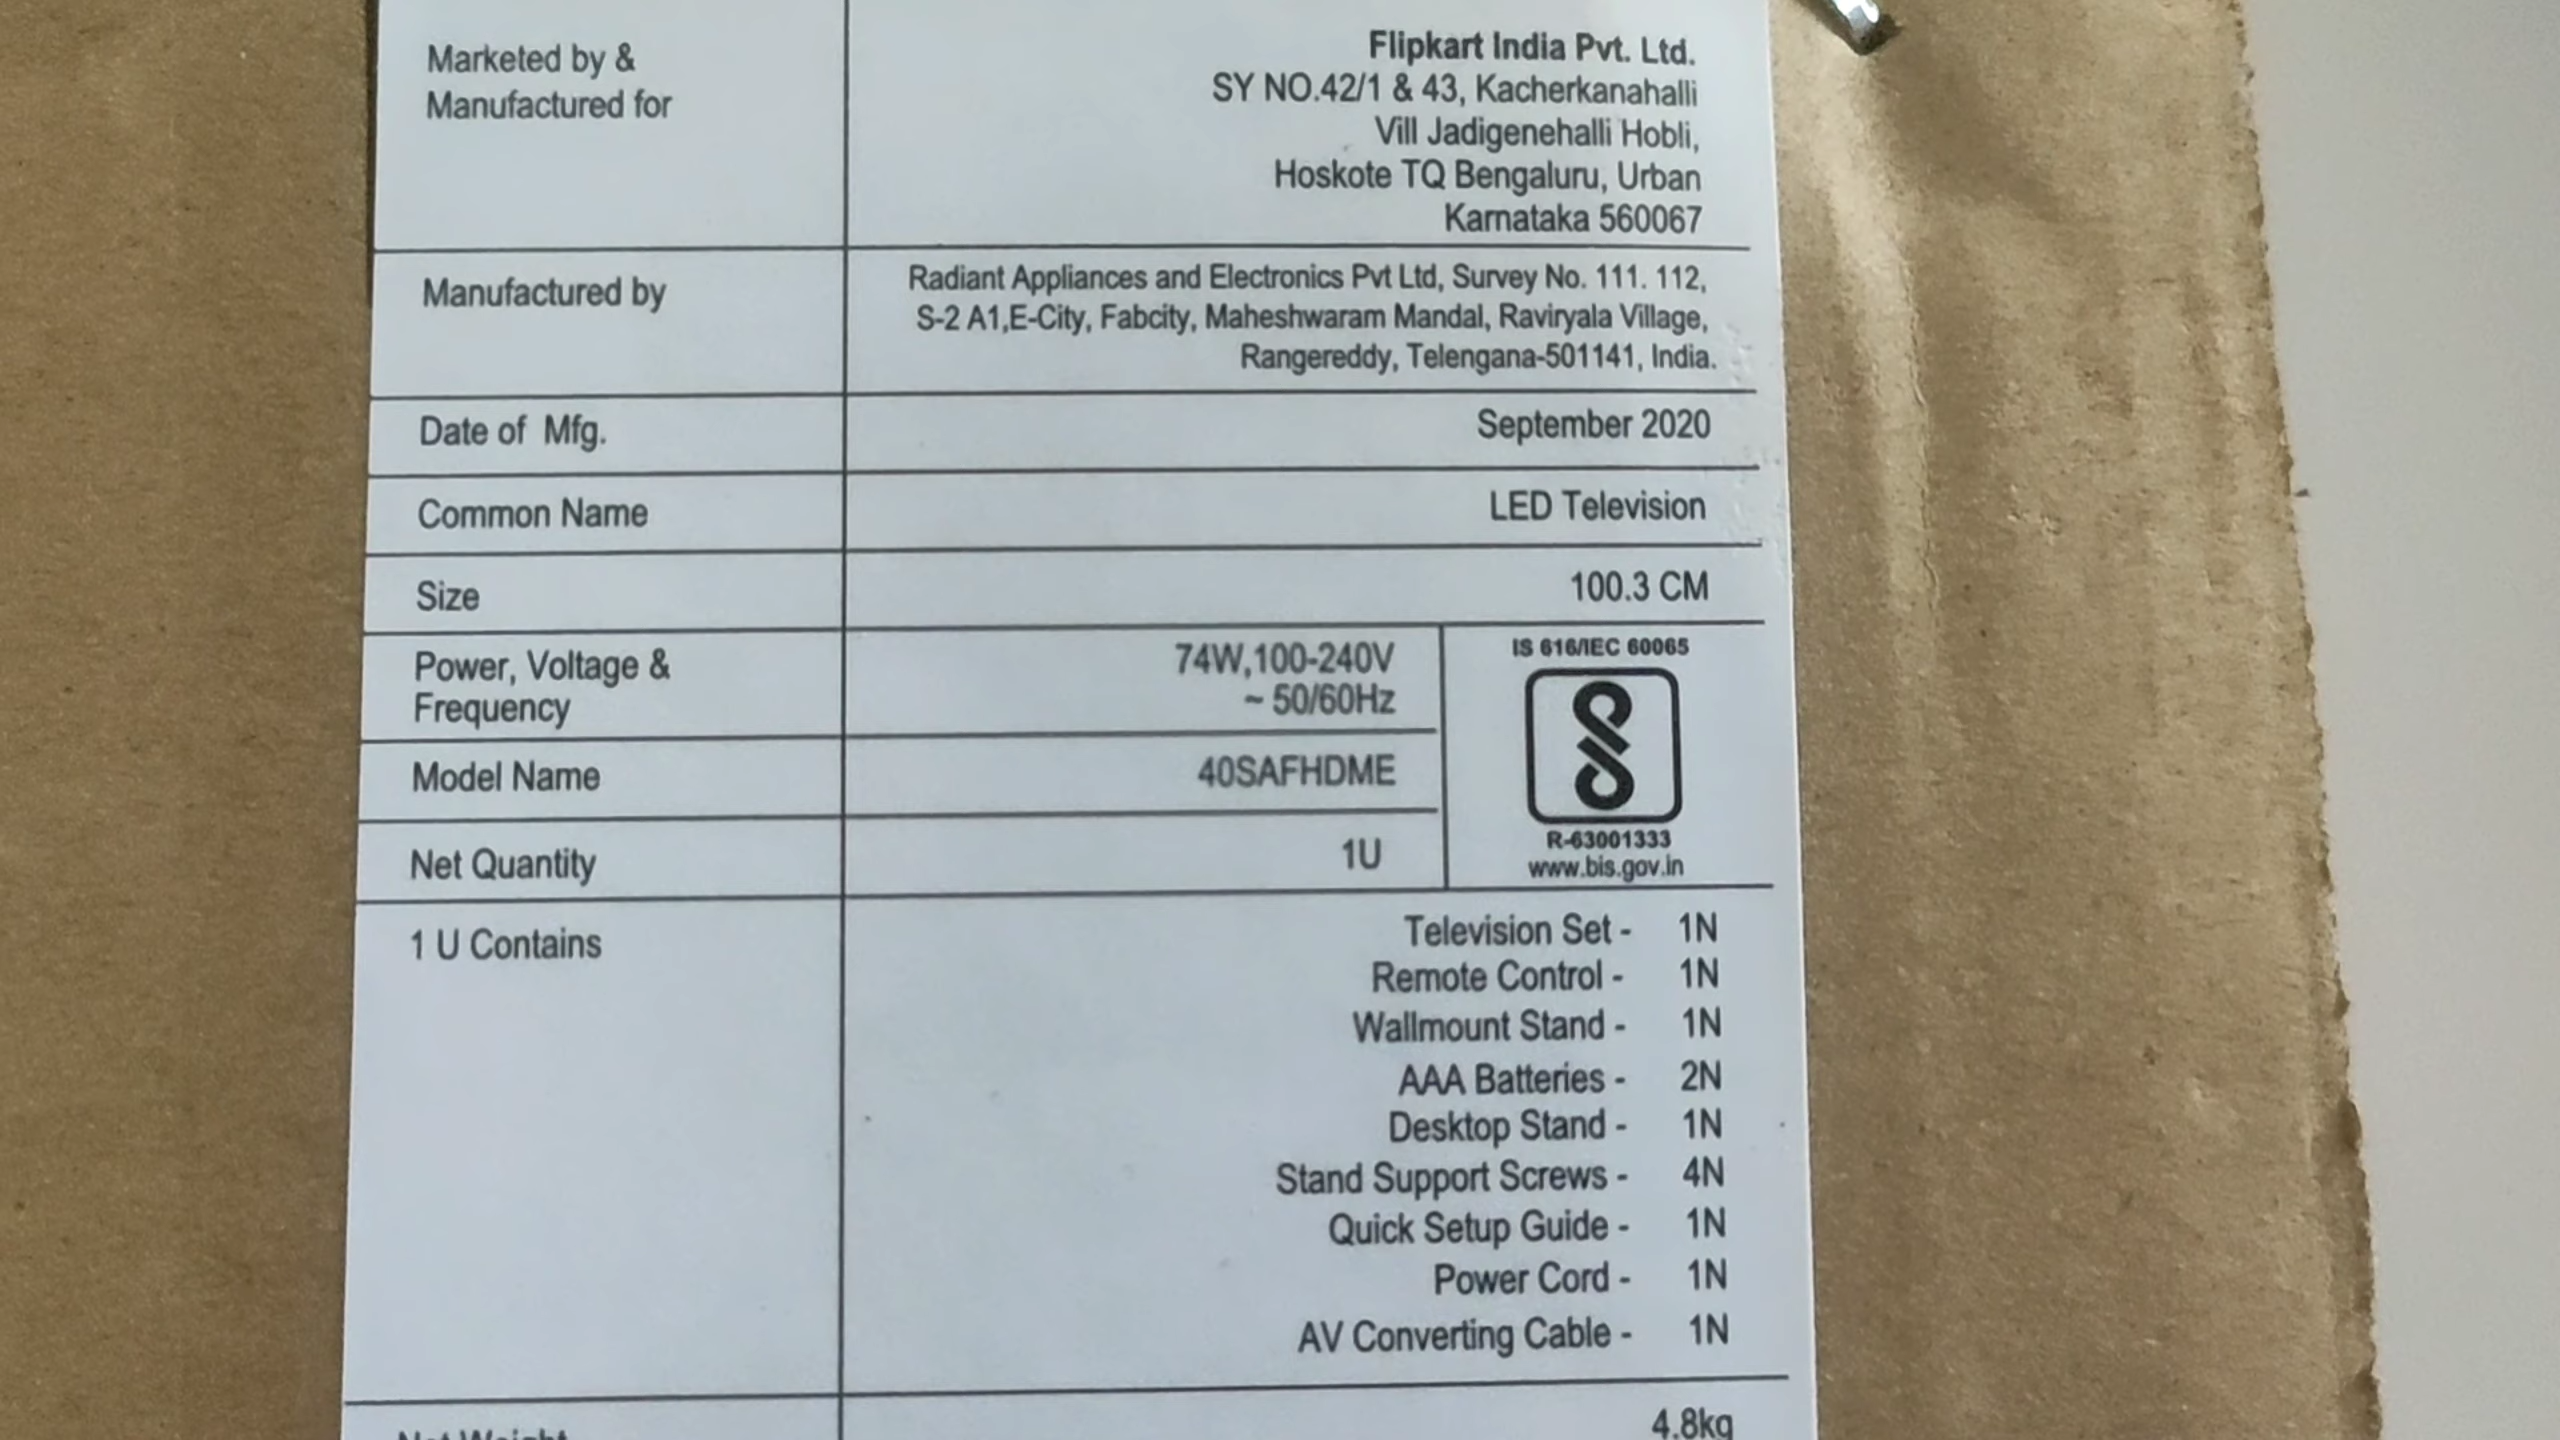 Marketed by &
Manufactured for
Flipkart India Pvt. Ltd.
SY NO.42/1 & 43, Kacherkanahalli
Vill Jadigenehalli Hobli,
Hoskote TQ Bengaluru, Urban
Karnataka 560067
Manufactured by
Radiant Appliances and Electronics Pvt Ltd, Survey No. 111. 112,
S-2 A1,E-City, Fabcity, Maheshwaram Mandal, Raviryala Village,
Rangereddy, Telengana-501141, India.
Date of Mfg.
September 2020
Common Name
LED Television
Size
100.3 CM
Power, Voltage &
Frequency
74W,100-240V
~ 50/60Hz
IS 616/IEC 60065
Model Name
40SAFHDME
Net Quantity
1U
R-63001333
www.bis.gov.in
1 U Contains
Television Set - 1N
Remote Control - 1N
Wallmount Stand - 1N
AAA Batteries - 2N
Desktop Stand - 1N
Stand Support Screws - 4N
Quick Setup Guide - 1N
Power Cord - 1N
AV Converting Cable - 1N
Net Weight
4.8kg